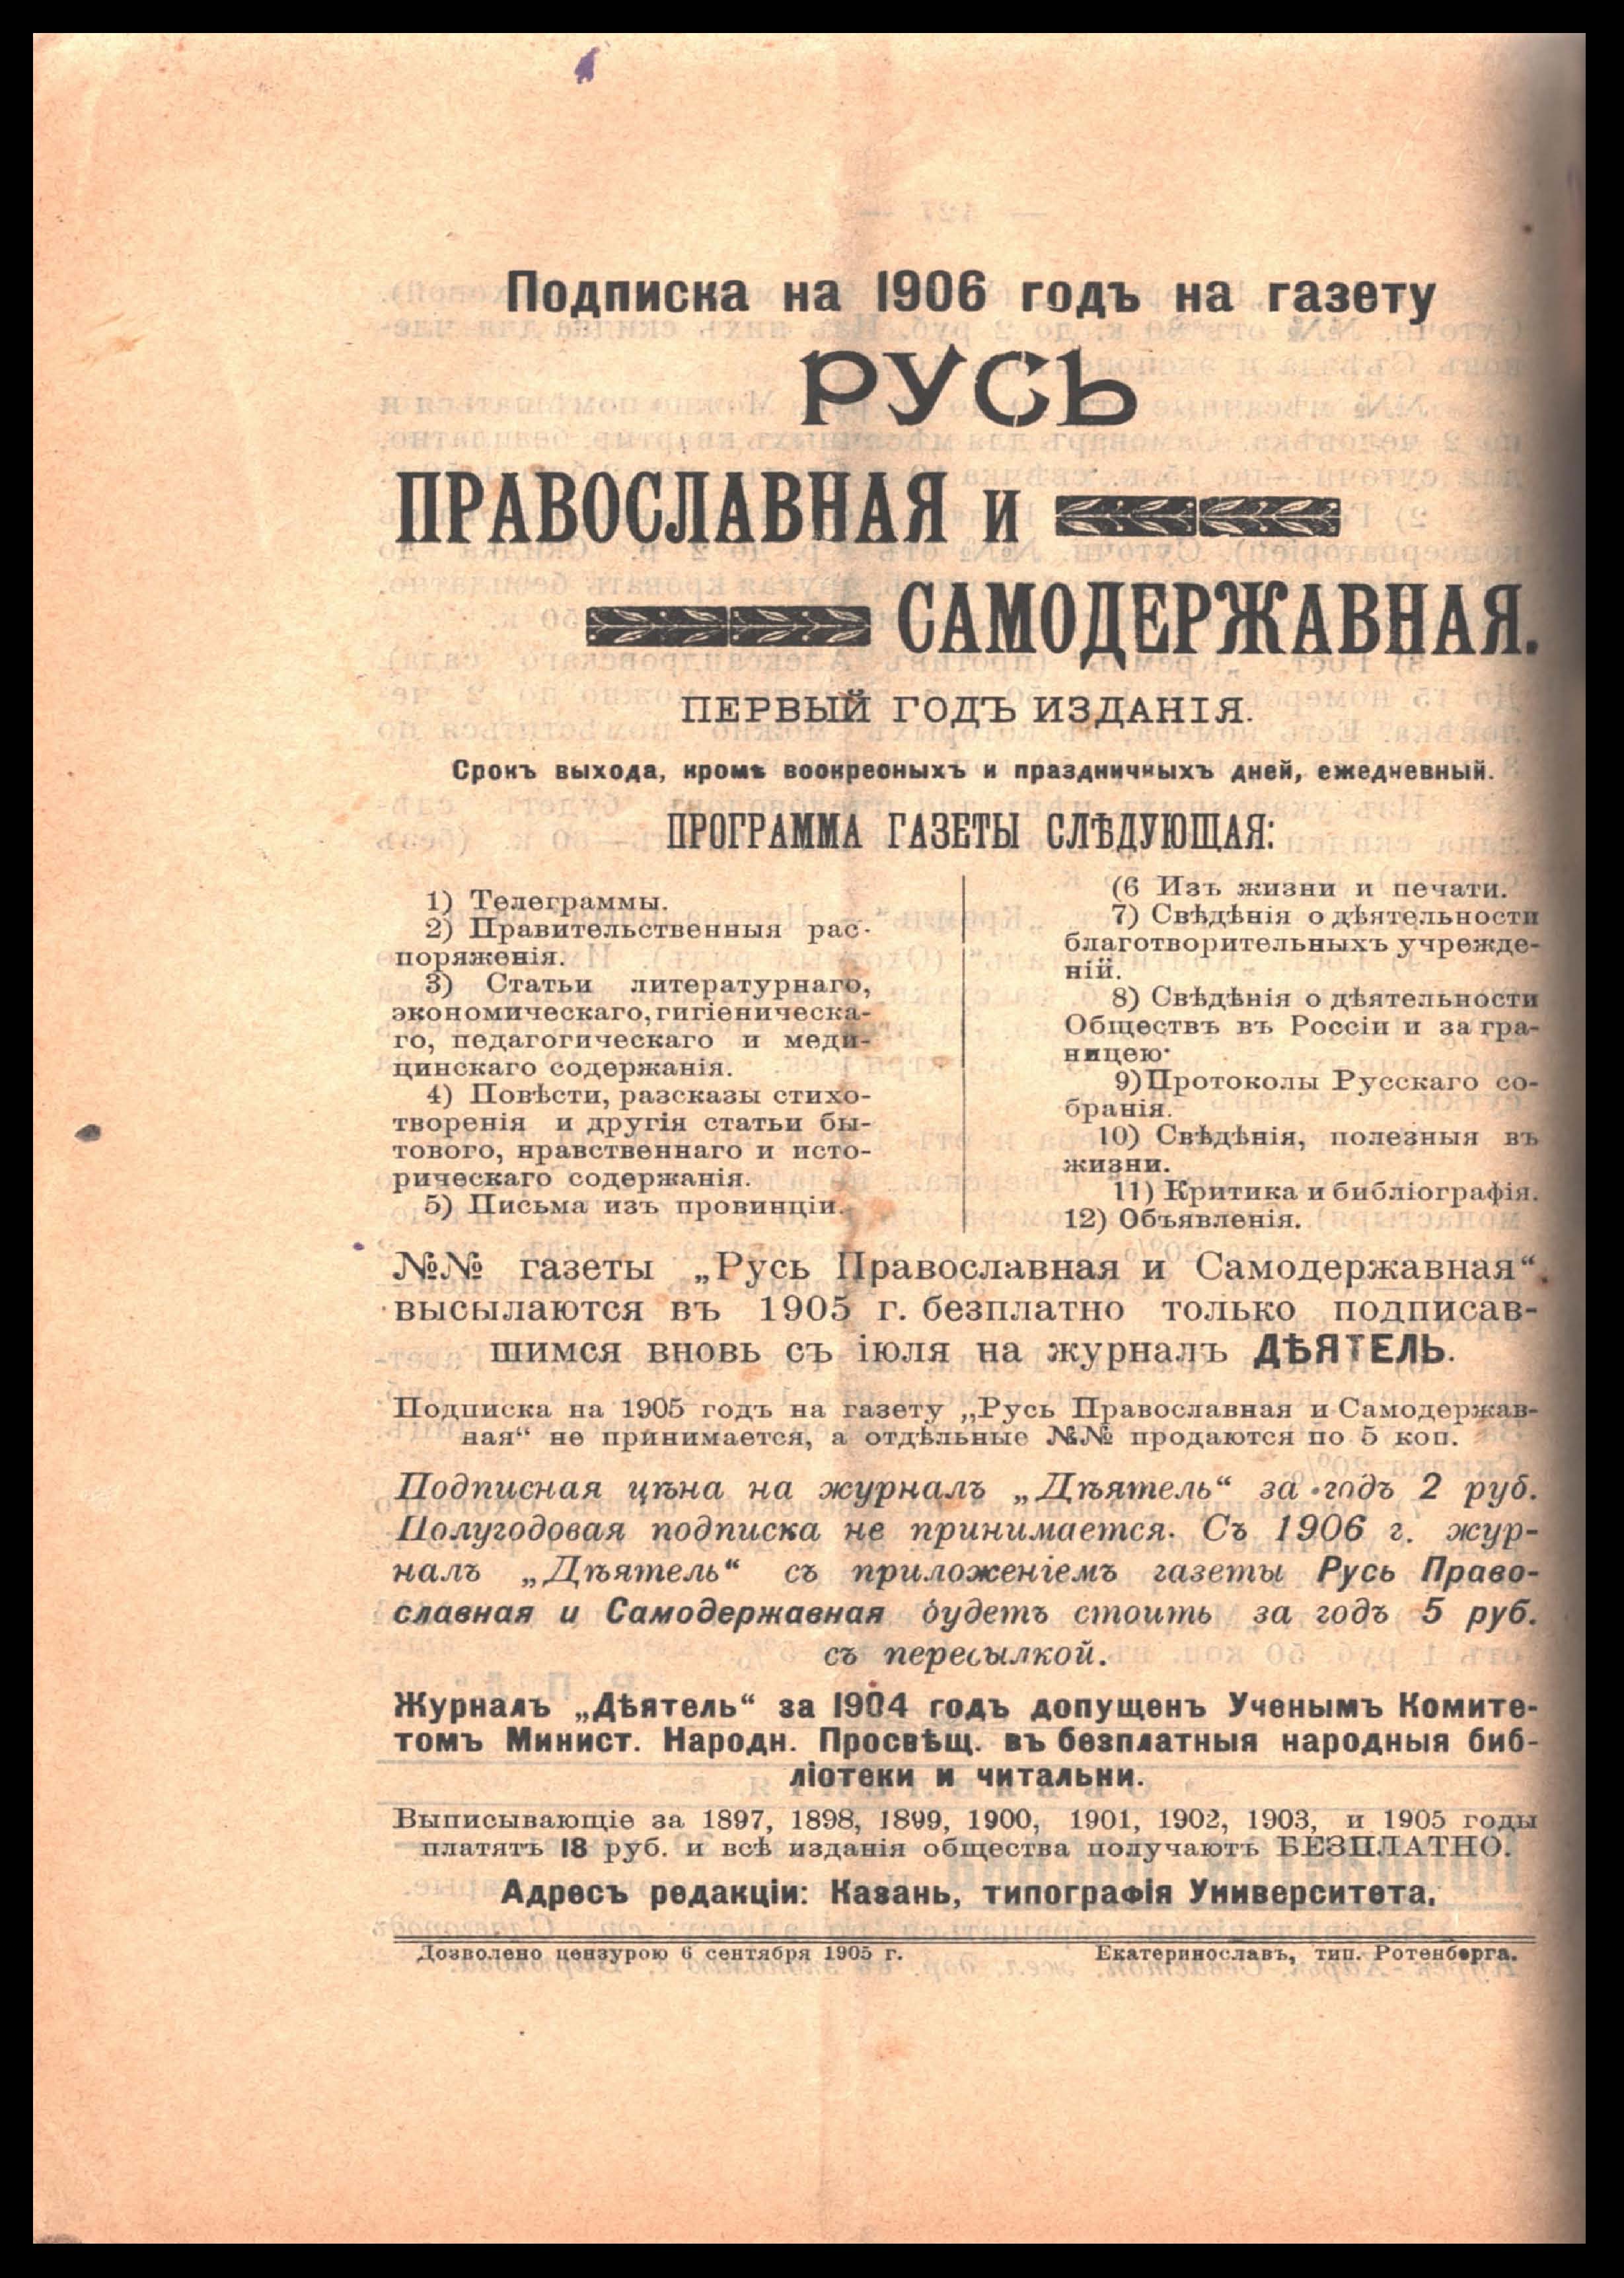 Подписка на 1906 годъ на газету
РУСЬ
ПРАВОСЛАВНАЯ и
САМОДЕРЖАВНАЯ.
ПЕРВЫЙ ГОДЪ ИЗДАНІЯ.
Срокъ выхода, кромѣ воокреоныхъ и праздничныхъ дней, ежедневный.
ПРОГРАММА ГАЗЕТЫ СЛѢДУЮЩАЯ:
1) Телеграммы.
2) Правительственныя рас-
поряженія.
3) Статьи литературнаго,
экономическаго, гигіеническа-
го, педагогическаго и меди-
цинскаго содержанія.
4) Повѣсти, разсказы стихо-
творенія и другія статьи бы-
тового, нравственнаго и исто-
рическаго содержанія.
5) Письма изъ провинціи.
(6 Изъ жизни и печати.
7) Свѣдѣнія о дѣятельности
благотворительныхъ учрежде-
ній.
8) Свѣдѣнія о дѣятельности
Обществъ въ Россіи и за гра-
ницею·
9) Протоколы Русскаго со-
бранія.
10) Свѣдѣнія, полезныя въ
жизни.
11) Критика и библіографія.
12) Объявленія.
№№ газеты „Русь Православная и Самодержавная“.
высылаются въ 1905 г. безплатно только подписав-
шимся вновь съ іюля на журналъ ДѢЯТЕЛЬ.
Подписка на 1905 годъ на газету „Русь Православная и Самодержав-
ная“ не принимается, а отдѣльные №№ продаются по 5 коп.
Подписная цѣна на журналъ „Дѣятель“ за годъ 2 руб.
Полугодовая подписка не принимается. Съ 1906 г. жур-
налъ „Дѣятель“ съ приложеніемъ газеты Русь Право-
славная и Самодержавная будетъ стоить за годъ 5 руб.
съ пересылкой.
Журналъ „Дѣятель“ за 1904 годъ допущенъ Ученымъ Комите-
томъ Минист. Народн. Просвѣщ. въ безплатныя народныя биб-
ліотеки и читальни.
Выписывающіе за 1897, 1898, 1899, 1900, 1901, 1902, 1903, и 1905 годы
платятъ 18 руб. и всѣ изданія общества получаютъ БЕЗПЛАТНО.
Адресъ редакціи: Казань, типографія Университета.
Дозволено цензурою 6 сентября 1905 г.
Екатеринославъ, тип. Ротенберга.